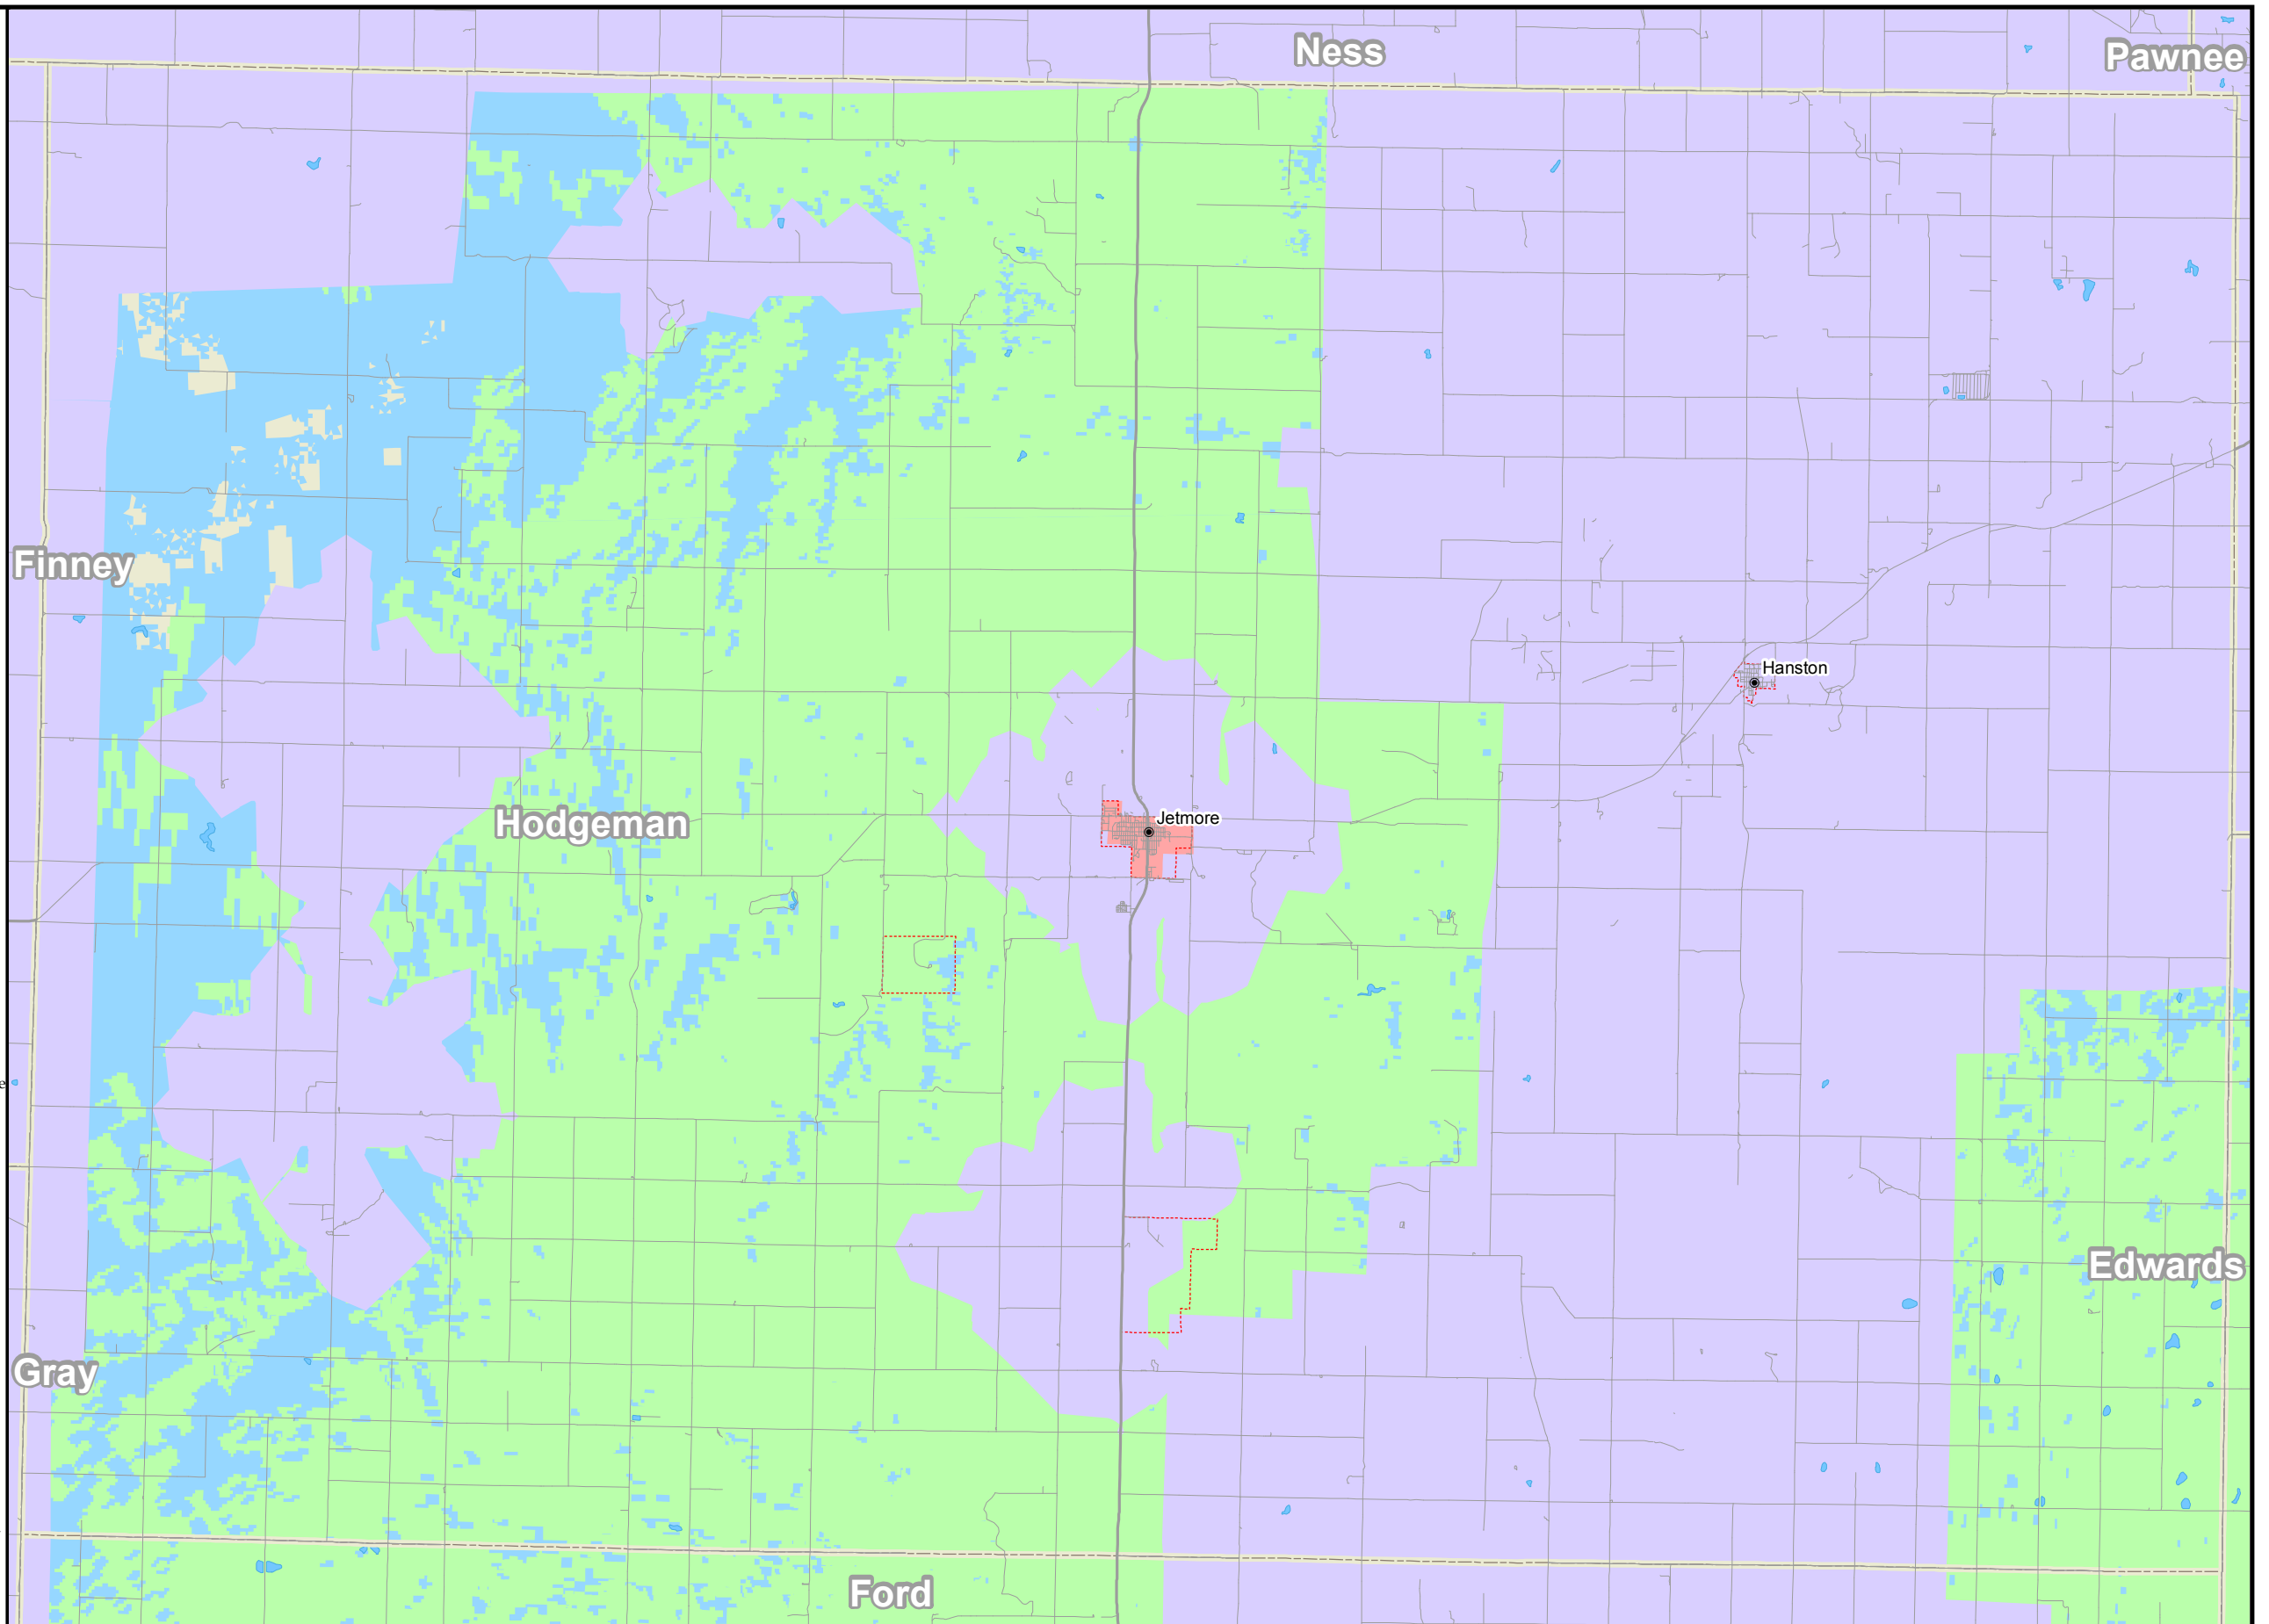 Ness
Pawnee
Finney
Hanston
Hodgeman
Jetmore
e
Edwards
Gray
Ford